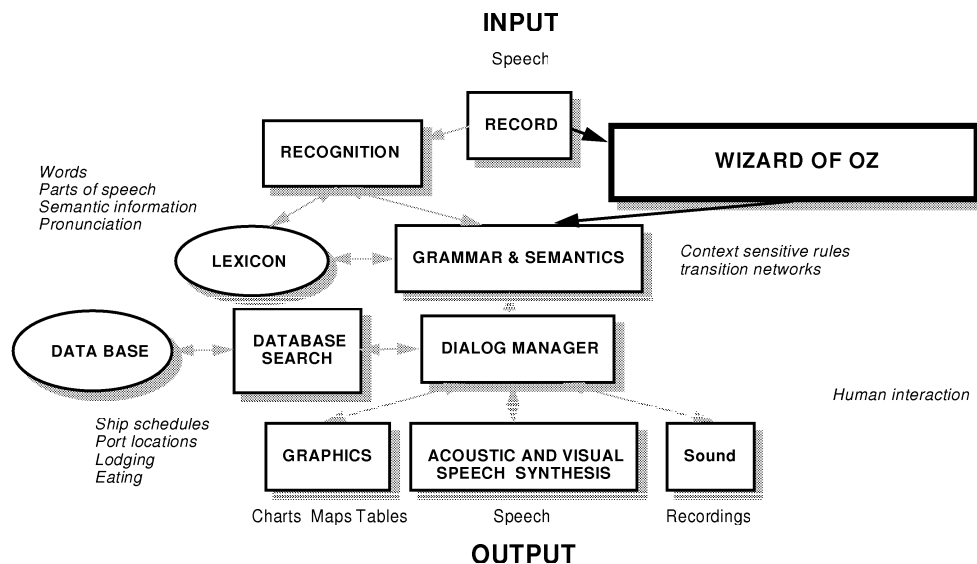 INPUT
Speech
RECORD
RECOGNITION
WIZARD OF OZ
Words
Parts of speech
Semantic information
Pronunciation
LEXICON
GRAMMAR & SEMANTICS
Context sensitive rules
transition networks
DATA BASE
DATABASE
SEARCH
DIALOG MANAGER
Human interaction
Ship schedules
Port locations
Lodging
Eating
GRAPHICS
ACOUSTIC AND VISUAL
SPEECH SYNTHESIS
Sound
Charts Maps Tables
Speech
Recordings
OUTPUT